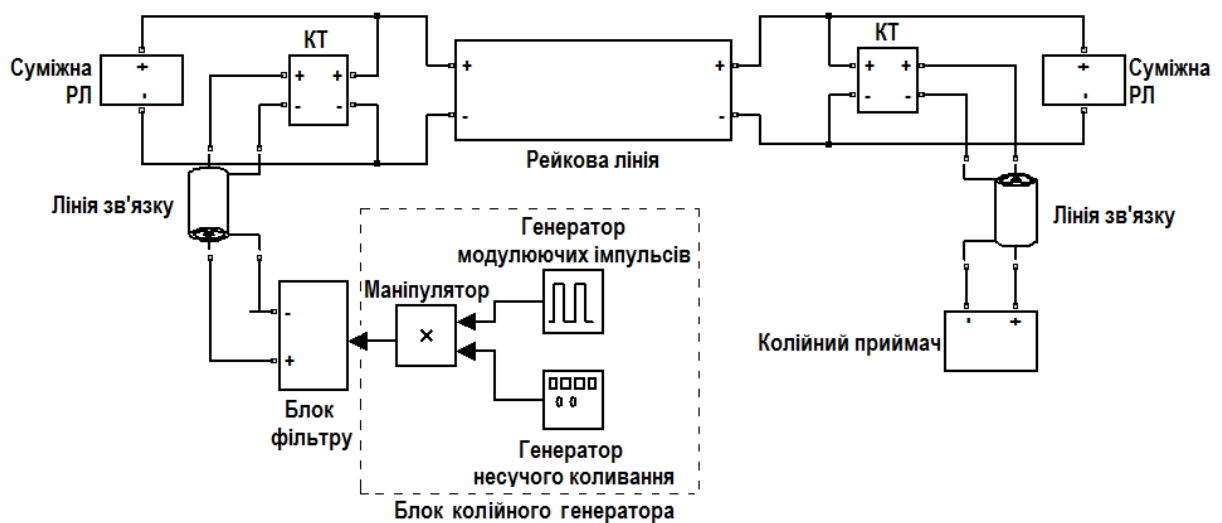 КТ
КТ
Суміжна
РЛ
+
-
+
+
-
-
+
+
-
-
+
+
-
-
+
-
Суміжна
РЛ
Рейкова лінія
Лінія зв'язку
Лінія зв'язку
Генератор
модулюючих імпульсів
Маніпулятор
×
-
+
-
+
Колійний приймач
Блок
фільтру
Генератор
несучого коливання
Блок колійного генератора